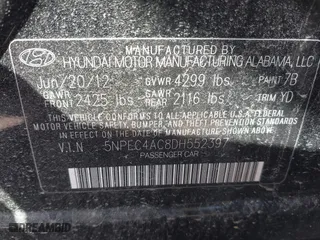 MANUFACTURED BY
HYUNDAI MOTOR MANUFACTURING ALABAMA, LLC
Jun/20/12 GVWR 4299 lbs. PAINT 7B
GAWR FRONT 2425 lbs. GAWR REAR 2116 lbs. TRIM YD
THIS VEHICLE CONFORMS TO ALL APPLICABLE FEDERAL
MOTOR VEHICLE SAFETY, BUMPER, AND THEFT PREVENTION
STANDARDS IN EFFECT ON THE DATE OF MANUFACTURE
SHOWN ABOVE.
V.I.N 5NPEC4AC8DH552397
PASSENGER CAR
DREAMBID